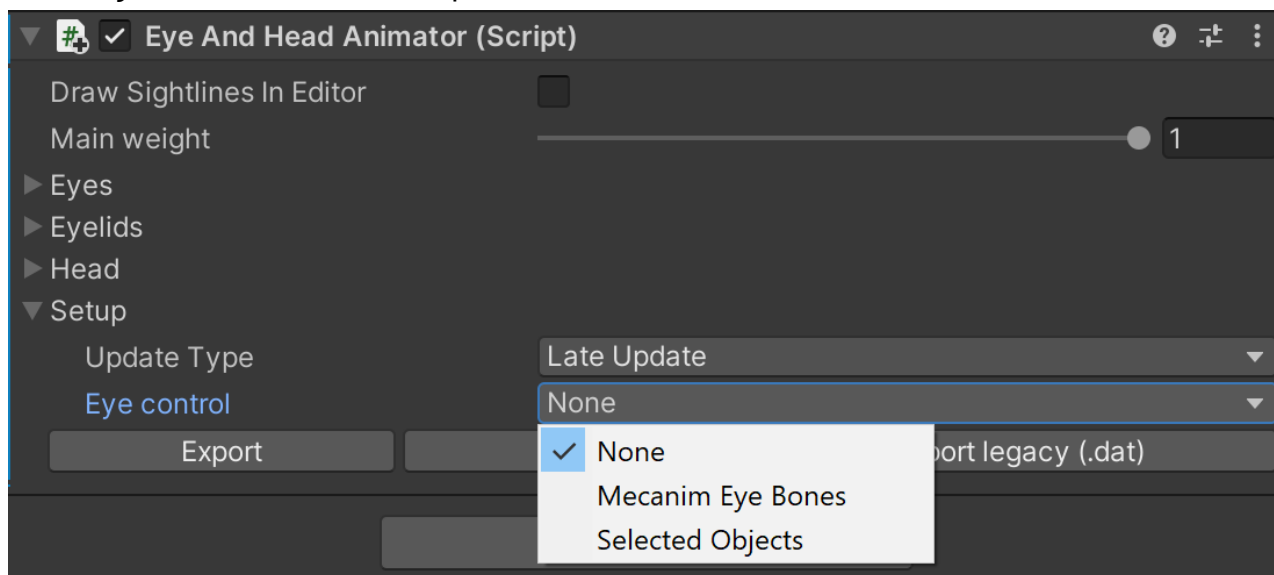 Eye And Head Animator (Script)
Draw Sightlines In Editor
Main weight 1
Eyes
Eyelids
Head
Setup
Update Type Late Update
Eye control None
Export legacy (.dat)
None
Mecanim Eye Bones
Selected Objects